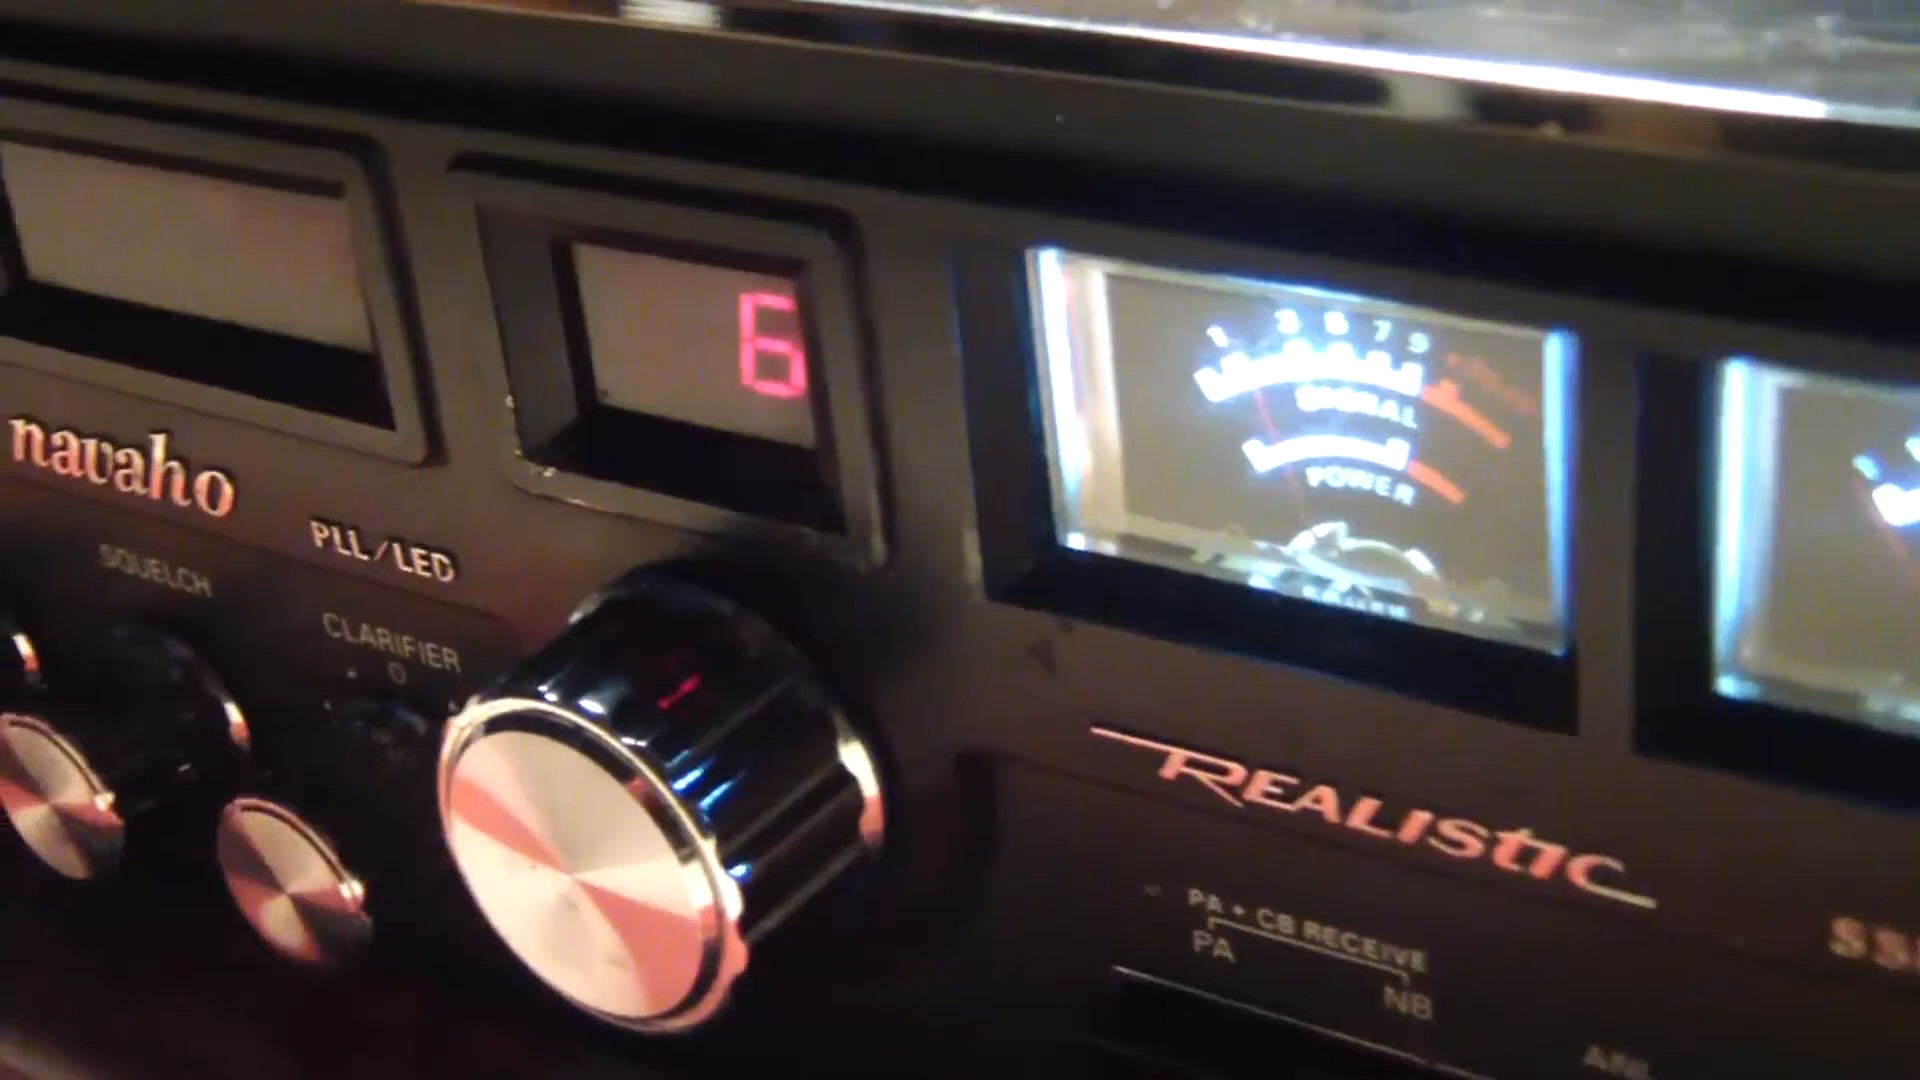 6
1 3 5 7 9
SIGNAL
POWER
navaho
PLL/LED
SQUELCH
CLARIFIER
0
REALISTIC
PA + CB RECEIVE
PA
NB
ANL